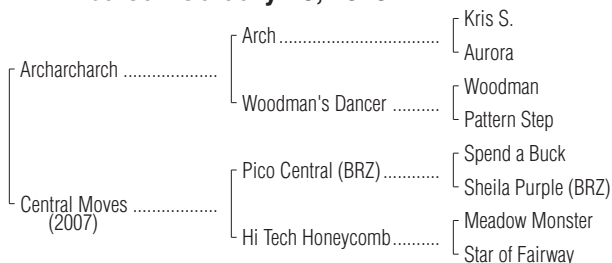 Kris S.
Arch
Aurora
Archarcharch
Woodman
Woodman's Dancer
Pattern Step
Spend a Buck
Pico Central (BRZ)
Sheila Purple (BRZ)
Central Moves
(2007)
Meadow Monster
Hi Tech Honeycomb
Star of Fairway